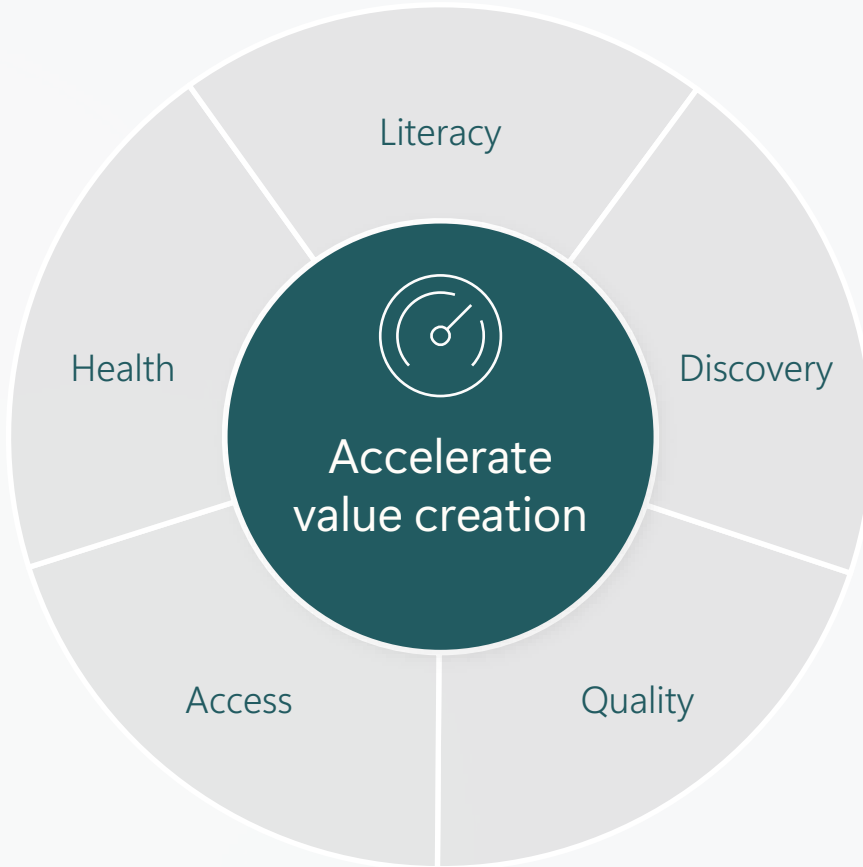 Literacy
Health
Discovery
Accelerate
value creation
Access
Quality